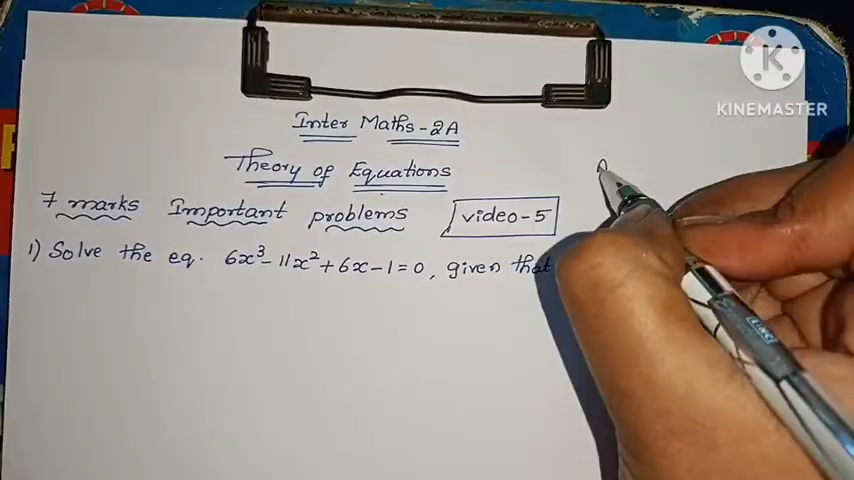 KINEMASTER
Inter Maths-2A
Theory of Equations
7 marks Important problems video-5
1) Solve the eq. 6x³-11x²+6x-1=0, given that